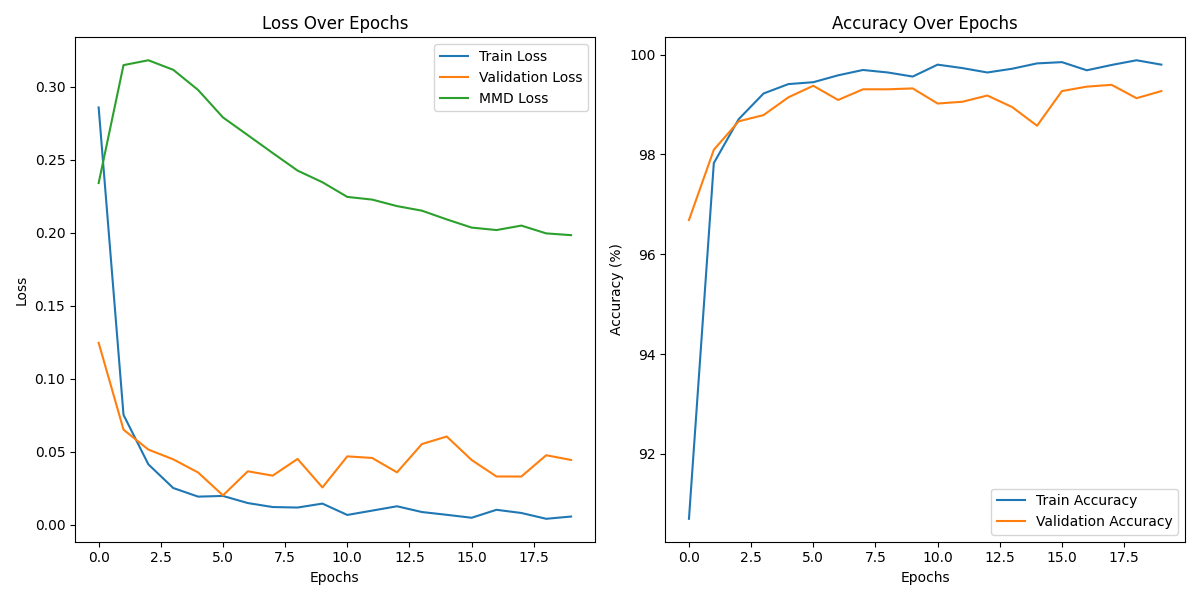 Loss Over Epochs
Train Loss
Validation Loss
MMD Loss
0.30
0.25
0.20
0.15
0.10
0.05
0.00
Loss
0.0 2.5 5.0 7.5 10.0 12.5 15.0 17.5
Epochs
Accuracy Over Epochs
100
98
96
94
92
Accuracy (%)
Train Accuracy
Validation Accuracy
0.0 2.5 5.0 7.5 10.0 12.5 15.0 17.5
Epochs